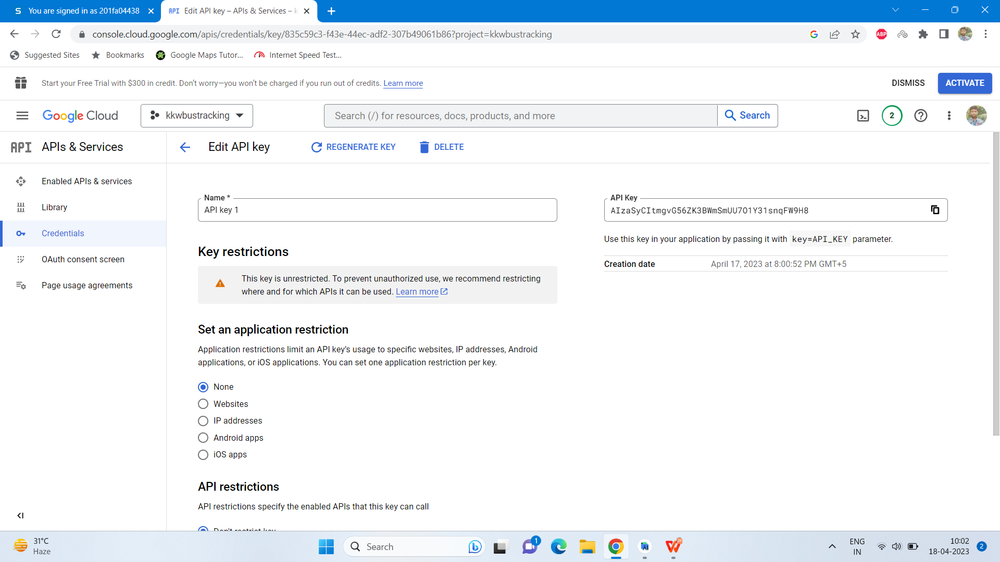 You are signed in as 201fa04438
Edit API key – APIs & Services – k
console.cloud.google.com/apis/credentials/key/835c59c3-f43e-44ec-adf2-307b49061b86?project=kkwbustracking
ABP
Suggested Sites
Bookmarks
Google Maps Tutor...
Internet Speed Test...
Start your Free Trial with $300 in credit. Don't worry—you won't be charged if you run out of credits. Learn more
DISMISS
ACTIVATE
Google Cloud
kkwbustracking
Search (/) for resources, docs, products, and more
Search
2
API APIs & Services
Edit API key
REGENERATE KEY
DELETE
Enabled APIs & services
Library
Credentials
OAuth consent screen
Page usage agreements
Name *
API key 1
API Key
AIzaSyCItmgvG56ZK3BWmSmUU7O1Y31snqFW9H8
Use this key in your application by passing it with key=API_KEY parameter.
Creation date
April 17, 2023 at 8:00:52 PM GMT+5
Key restrictions
This key is unrestricted. To prevent unauthorized use, we recommend restricting
where and for which APIs it can be used. Learn more
Set an application restriction
Application restrictions limit an API key's usage to specific websites, IP addresses, Android
applications, or iOS applications. You can set one application restriction per key.
None
Websites
IP addresses
Android apps
iOS apps
API restrictions
API restrictions specify the enabled APIs that this key can call
Don't restrict key
31°C
Haze
Search
1
ENG
IN
10:02
18-04-2023
2